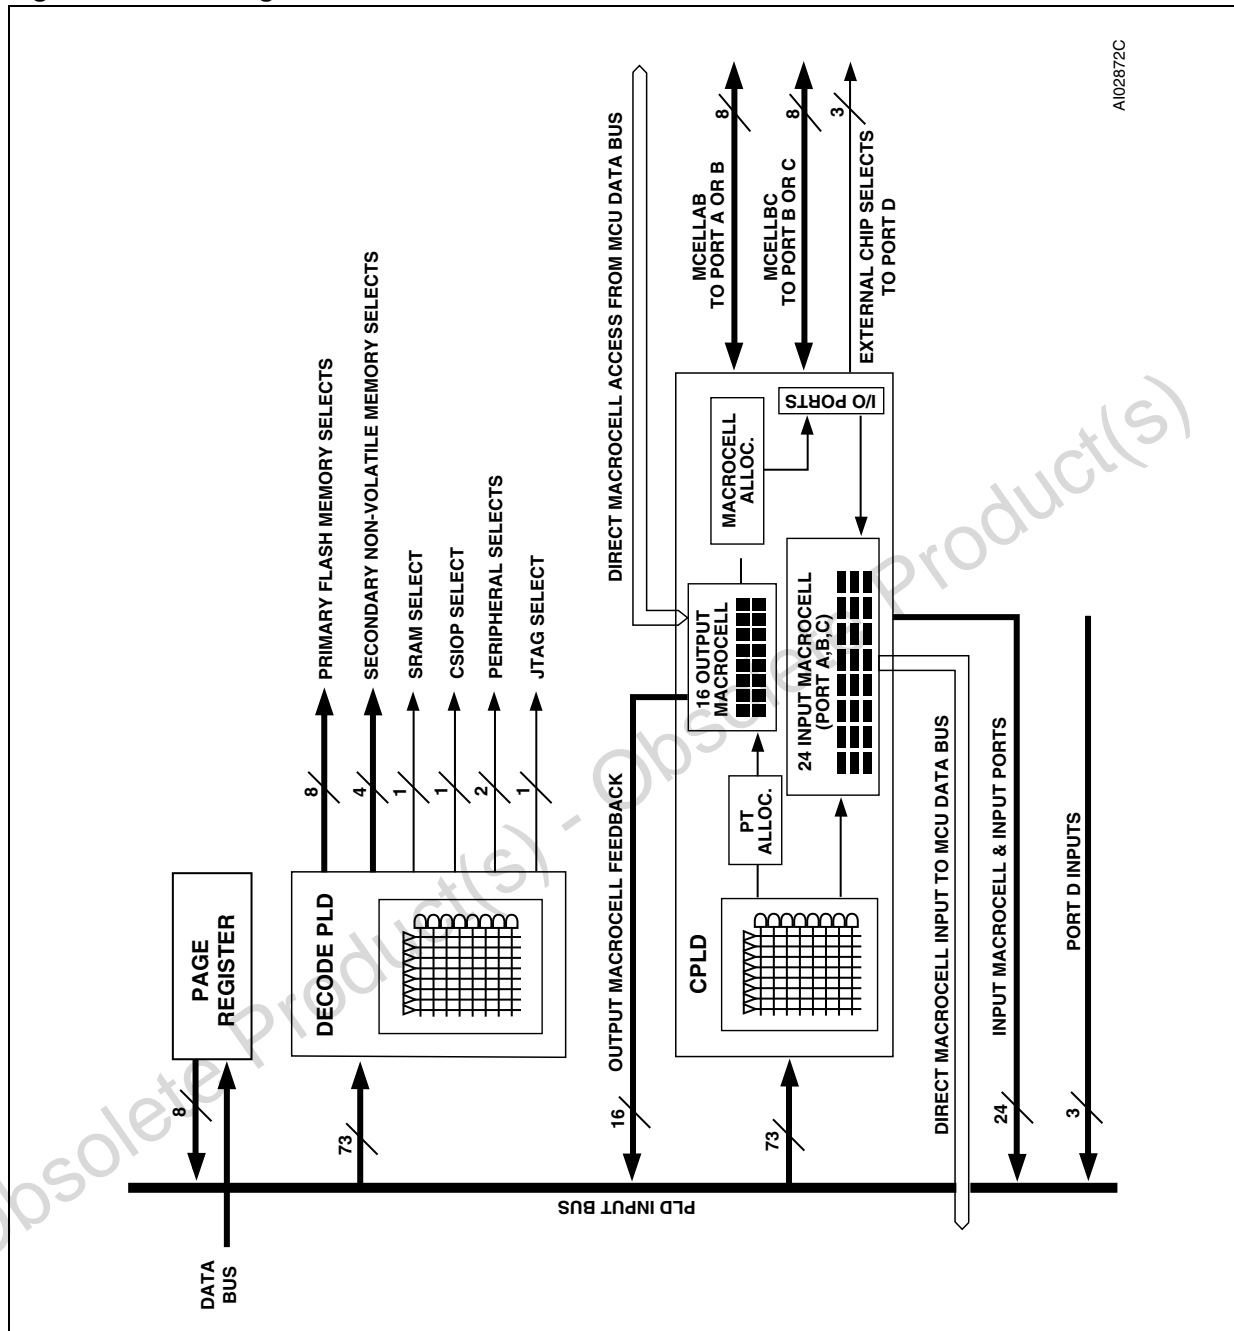 AI02872C
DATA
BUS
8
PAGE
REGISTER
PLD INPUT BUS
73
DECODE PLD
8
PRIMARY FLASH MEMORY SELECTS
4
SECONDARY NON-VOLATILE MEMORY SELECTS
1
SRAM SELECT
1
CSIOP SELECT
2
PERIPHERAL SELECTS
1
JTAG SELECT
16
OUTPUT MACROCELL FEEDBACK
DIRECT MACROCELL ACCESS FROM MCU DATA BUS
73
CPLD
PT
ALLOC.
16 OUTPUT
MACROCELL
MACROCELL
ALLOC.
I/O PORTS
24 INPUT MACROCELL
(PORT A,B,C)
MCELLAB
TO PORT A OR B
8
MCELLBC
TO PORT B OR C
8
EXTERNAL CHIP SELECTS
TO PORT D
3
DIRECT MACROCELL INPUT TO MCU DATA BUS
24
INPUT MACROCELL & INPUT PORTS
3
PORT D INPUTS
Obsolete Product(s) - Obsolete Product(s)